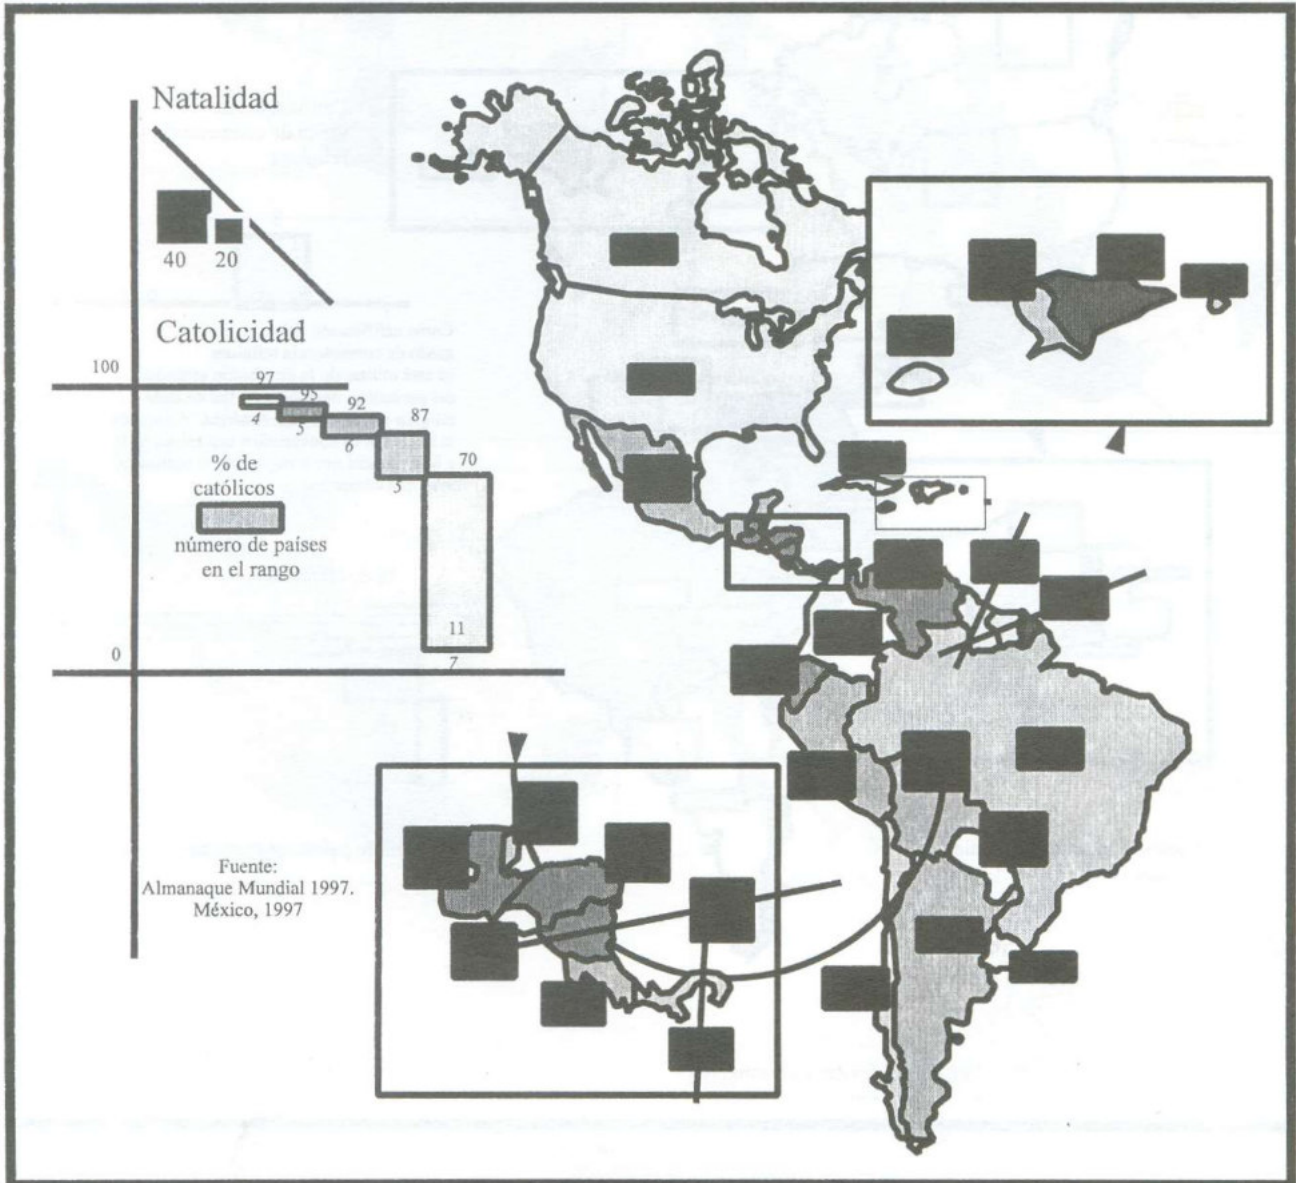 Natalidad
40 20
Catolicidad
100
97
95
92
87
70
4
5
6
5
% de
católicos
número de países
en el rango
11
0
7
Fuente:
Almanaque Mundial 1997.
México, 1997